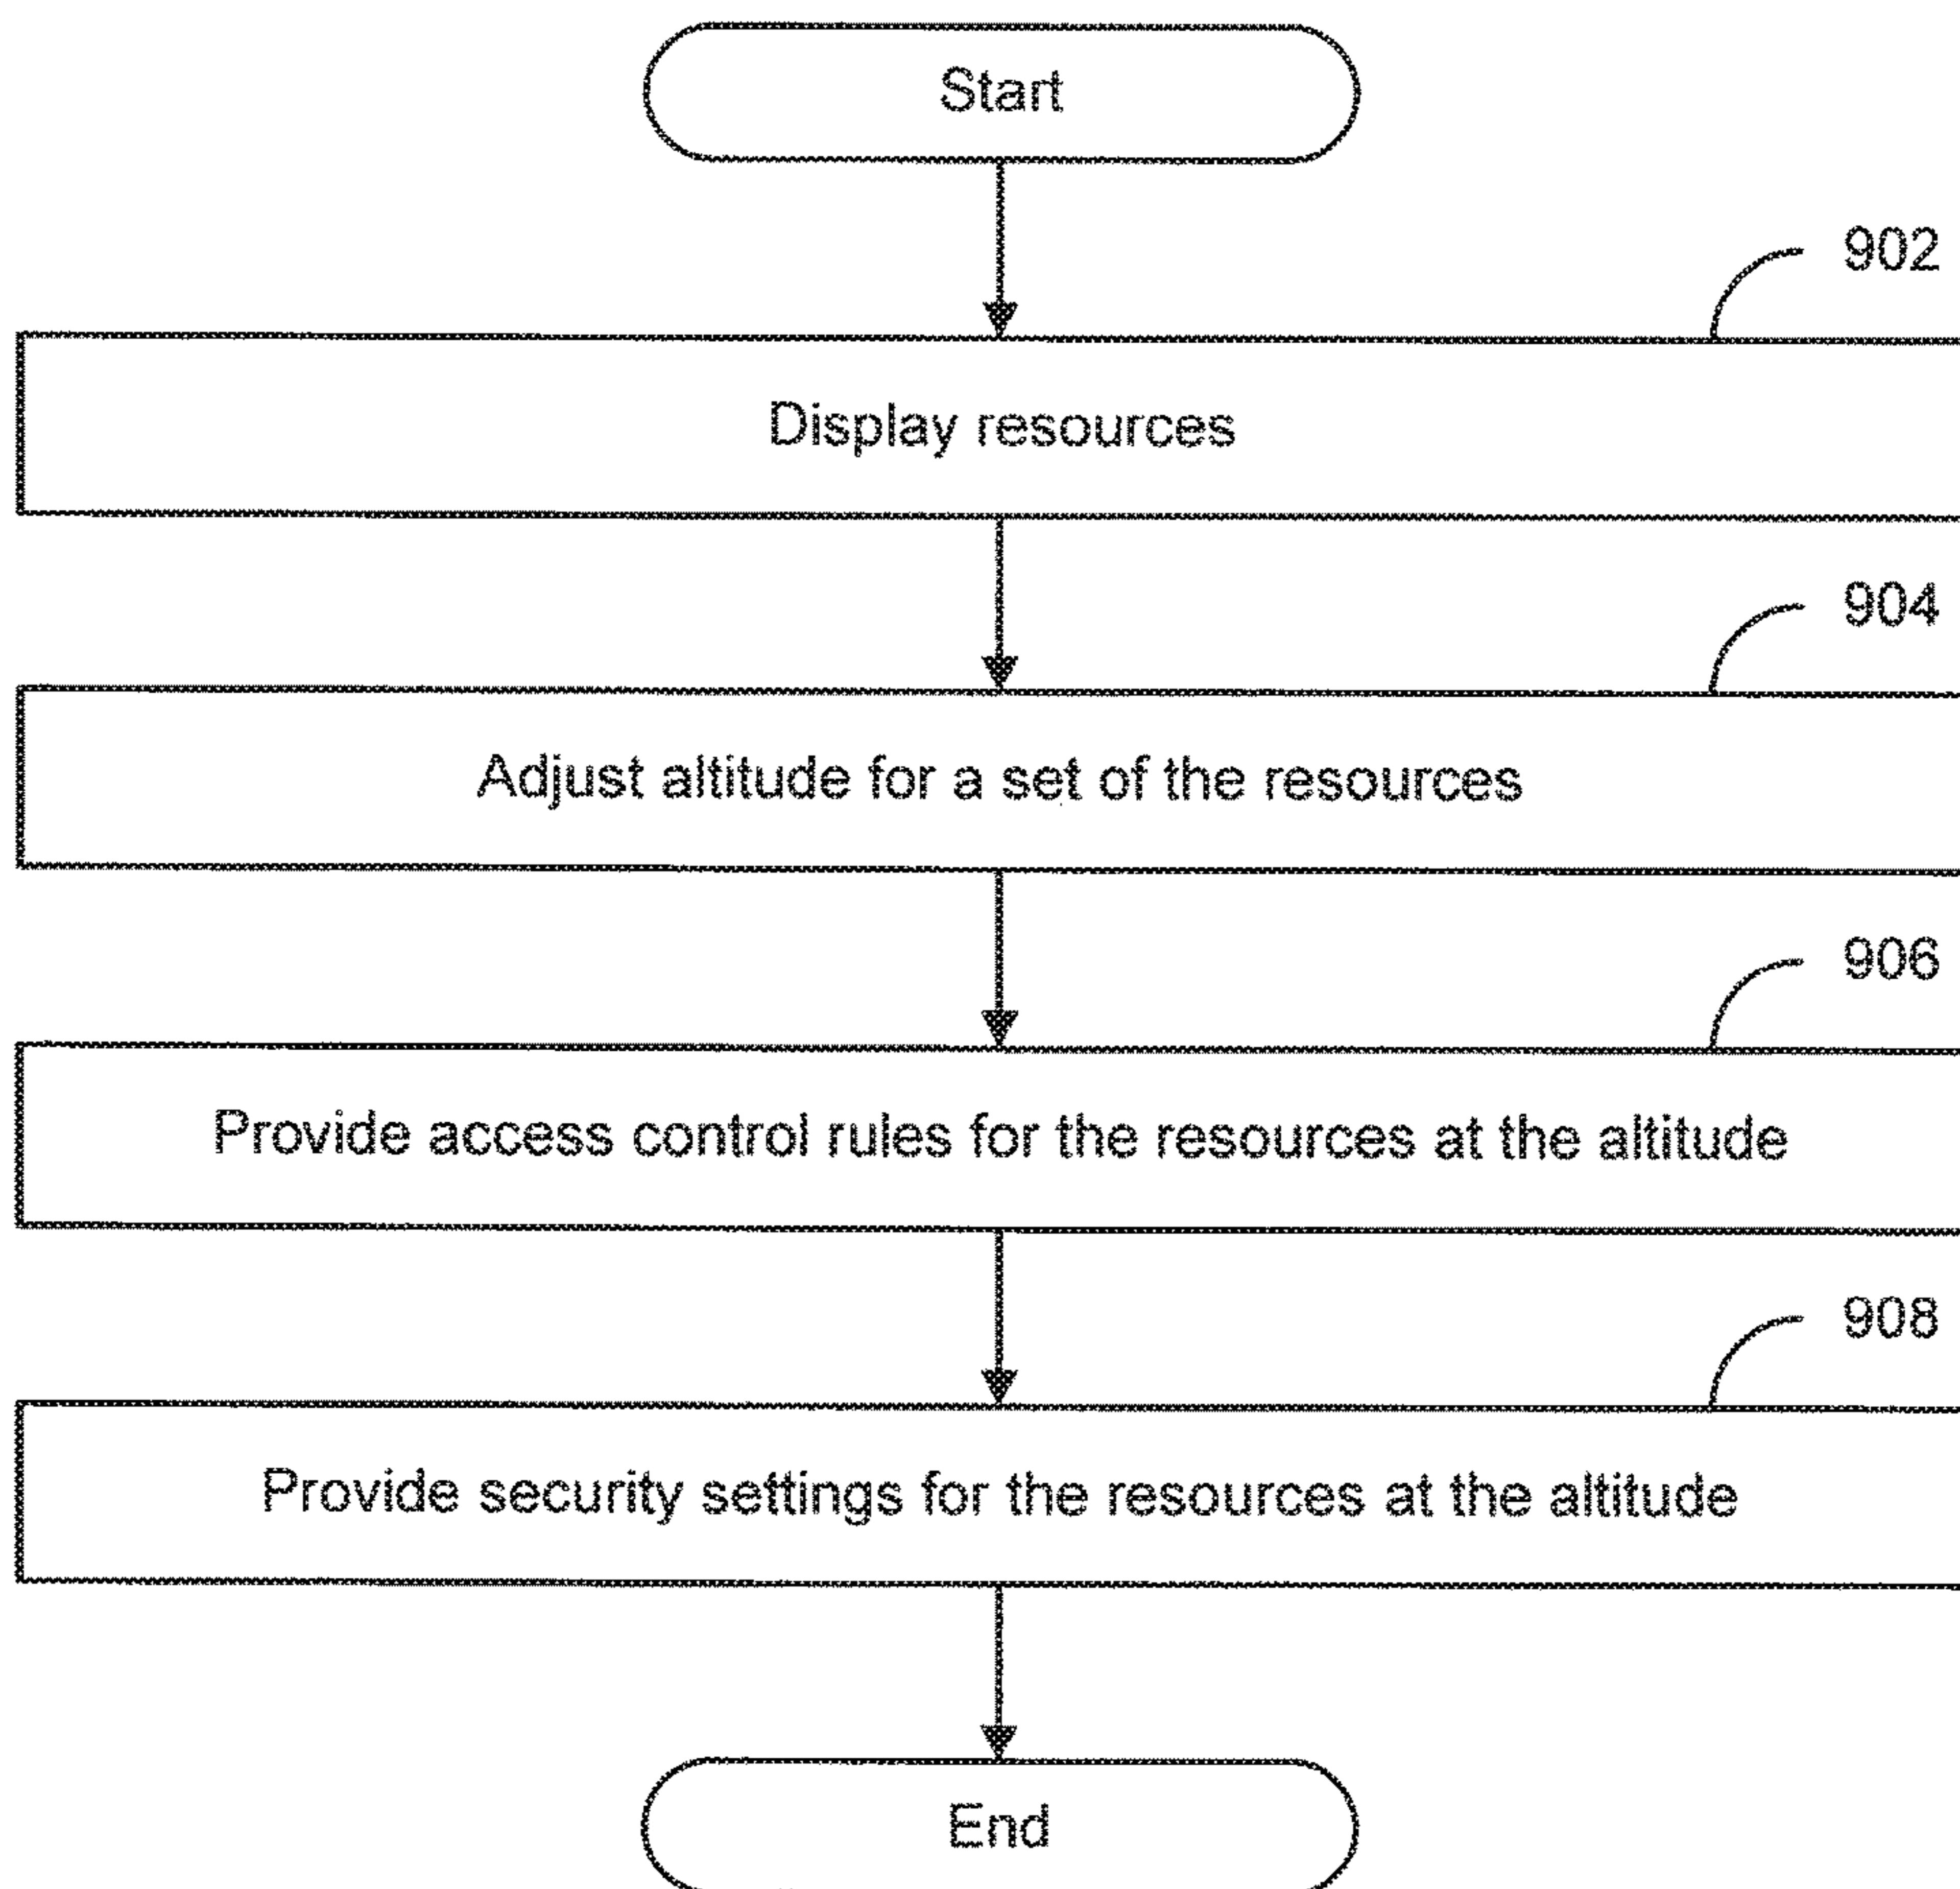 Start
902
Display resources
904
Adjust altitude for a set of the resources
906
Provide access control rules for the resources at the altitude
908
Provide security settings for the resources at the altitude
End